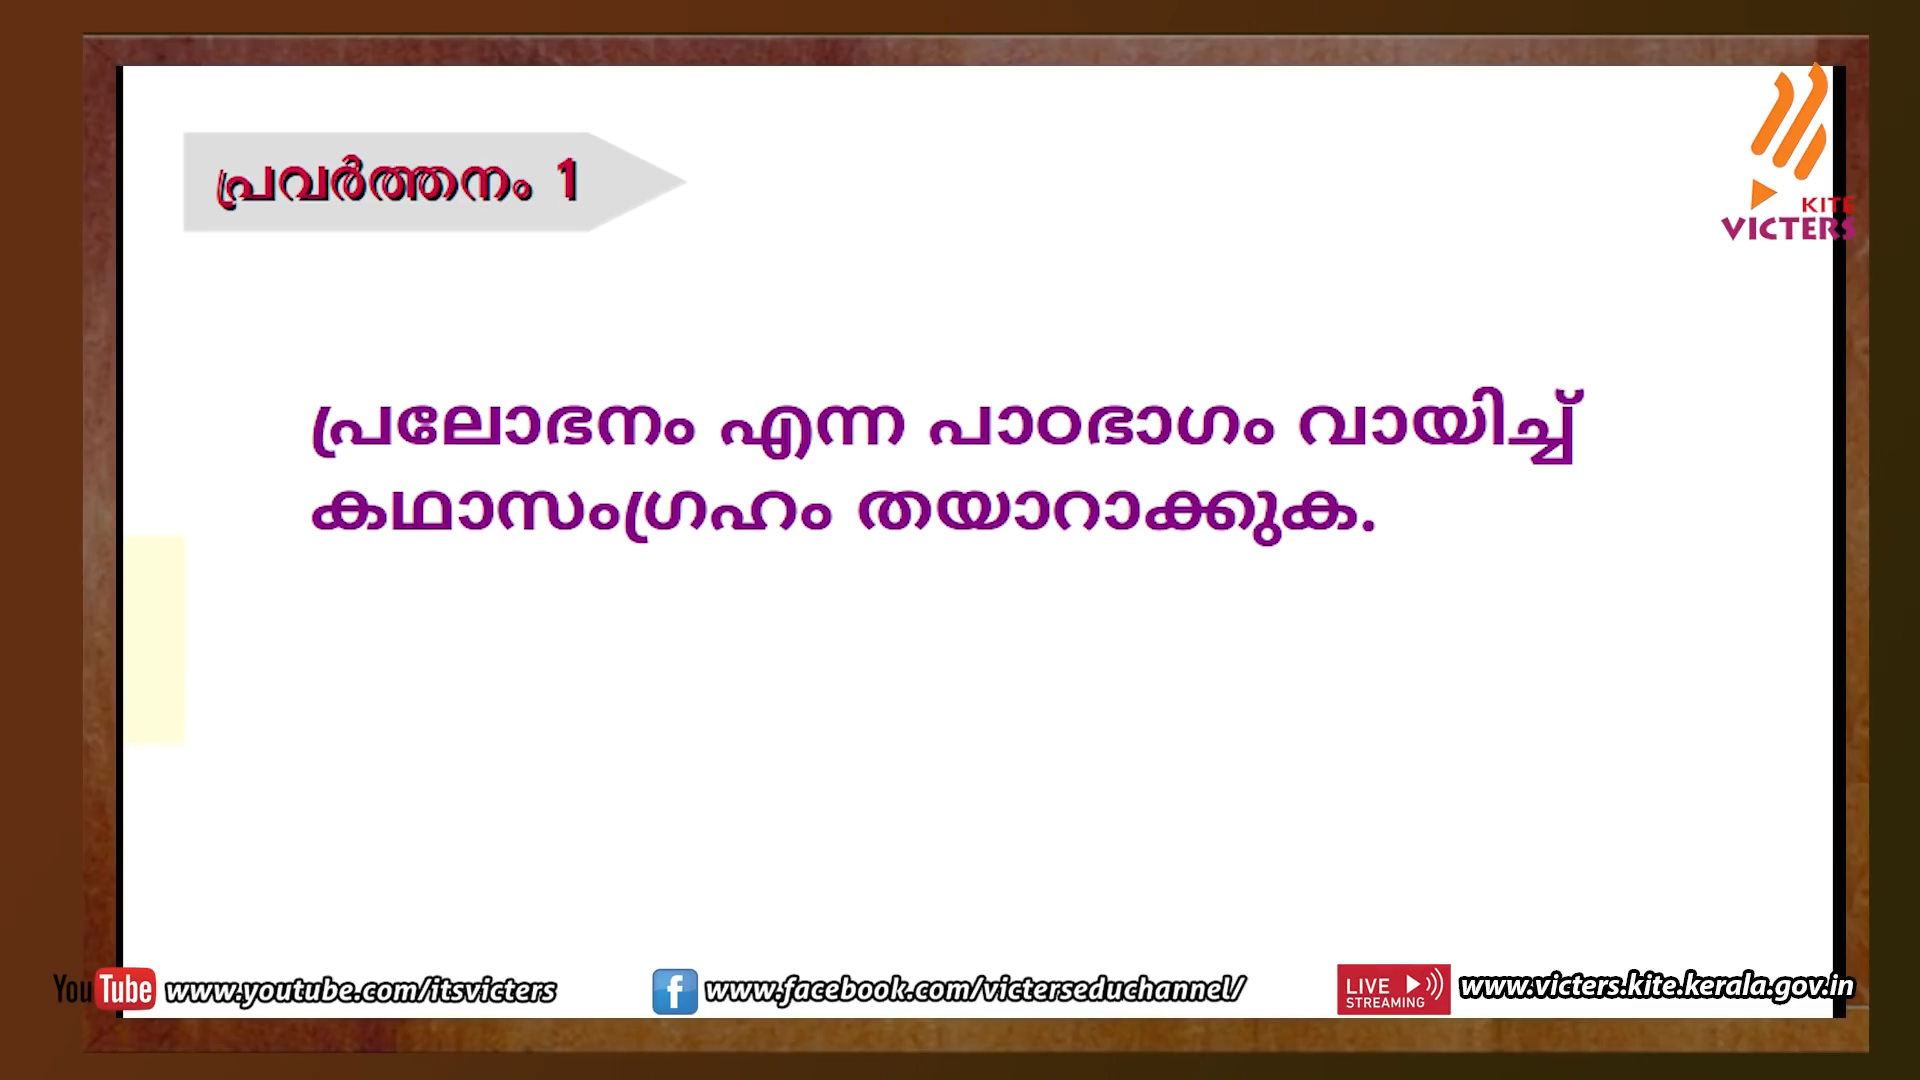 പ്രവർത്തനം 1
KITE
VICTERS
പ്രലോഭനം എന്ന പാഠഭാഗം വായിച്ച്
കഥാസംഗ്രഹം തയാറാക്കുക.
YouTube www.youtube.com/itsvicters
f www.facebook.com/victerseduchannel/
LIVE STREAMING www.victers.kite.kerala.gov.in